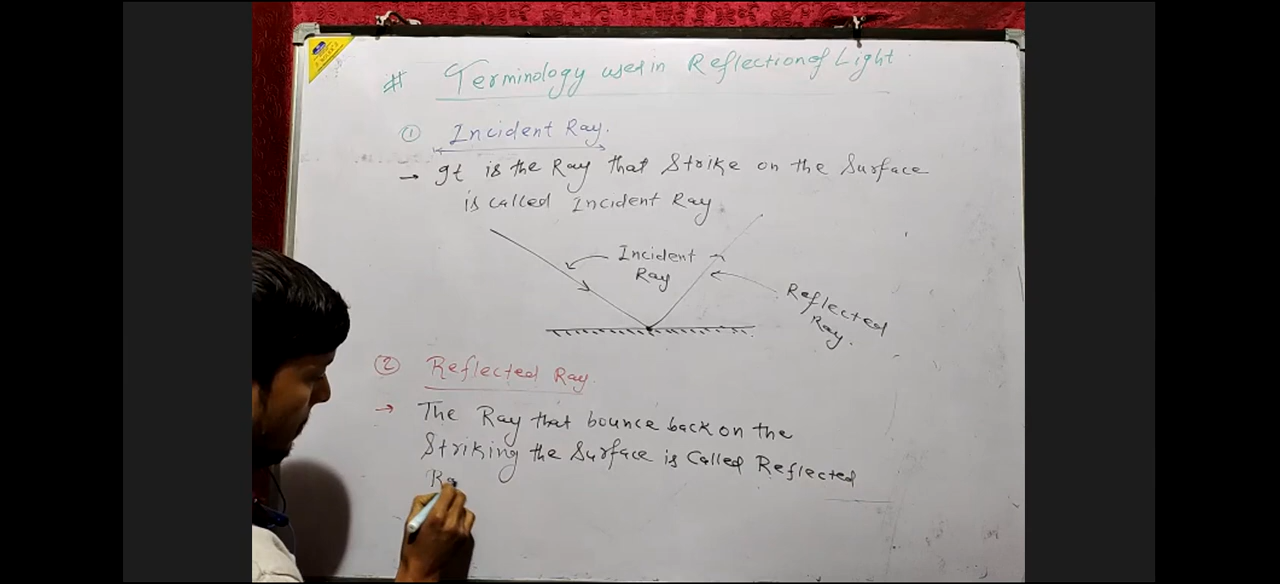 # Terminology used in Reflection of Light
① Incident Ray.
→ It is the Ray that Strike on the Surface
is called Incident Ray
Incident
Ray
Reflected
Ray.
② Reflected Ray.
→ The Ray that bounce back on the
Striking the Surface is Called Reflected
Ra